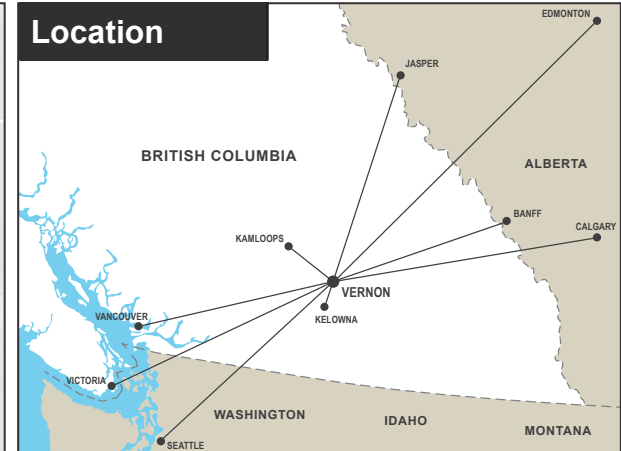 Location
EDMONTON
JASPER
BRITISH COLUMBIA
ALBERTA
BANFF
CALGARY
KAMLOOPS
VERNON
KELOWNA
VANCOUVER
VICTORIA
WASHINGTON
IDAHO
MONTANA
SEATTLE